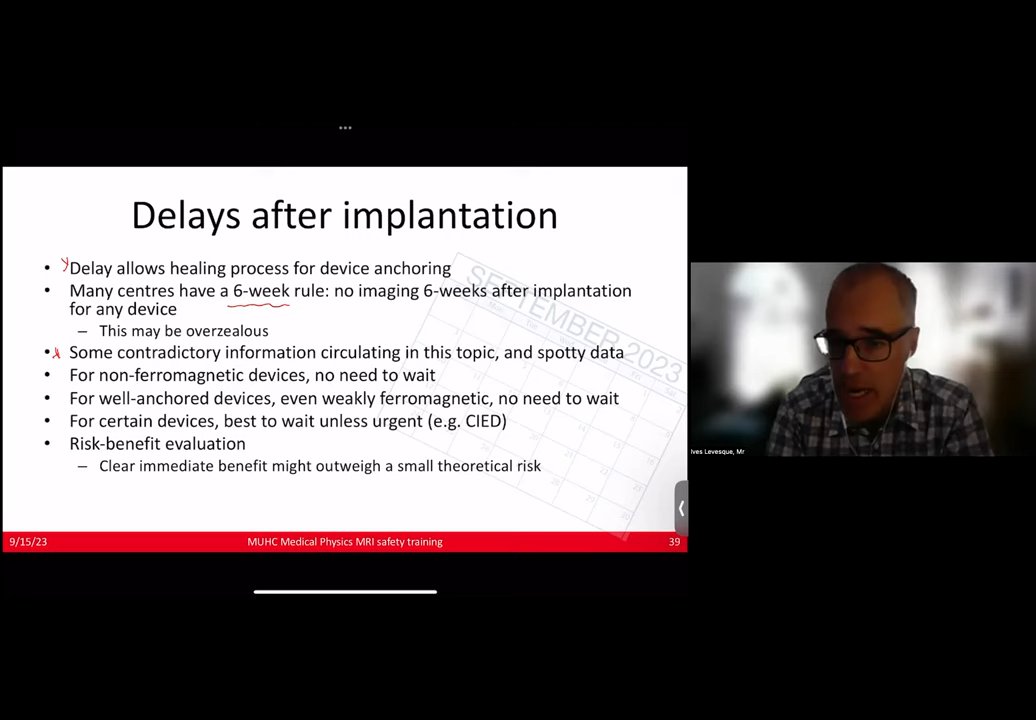 Delays after implantation
• Delay allows healing process for device anchoring
• Many centres have a 6-week rule: no imaging 6-weeks after implantation
for any device
– This may be overzealous
• Some contradictory information circulating in this topic, and spotty data
• For non-ferromagnetic devices, no need to wait
• For well-anchored devices, even weakly ferromagnetic, no need to wait
• For certain devices, best to wait unless urgent (e.g. CIED)
• Risk-benefit evaluation
– Clear immediate benefit might outweigh a small theoretical risk
SEPTEMBER 2023
9/15/23
MUHC Medical Physics MRI safety training
39
Ives Levesque, Mr